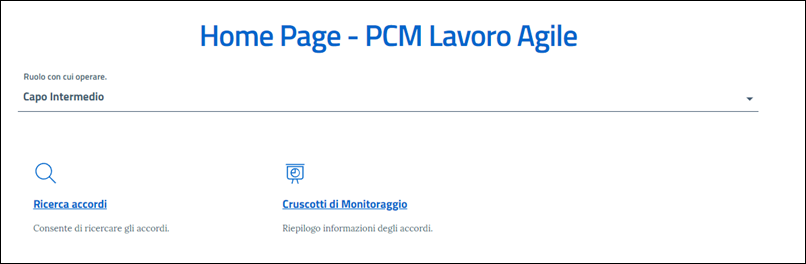 Home Page - PCM Lavoro Agile
Ruolo con cui operare.
Capo Intermedio
Ricerca accordi
Consente di ricercare gli accordi.
Cruscotti di Monitoraggio
Riepilogo informazioni degli accordi.